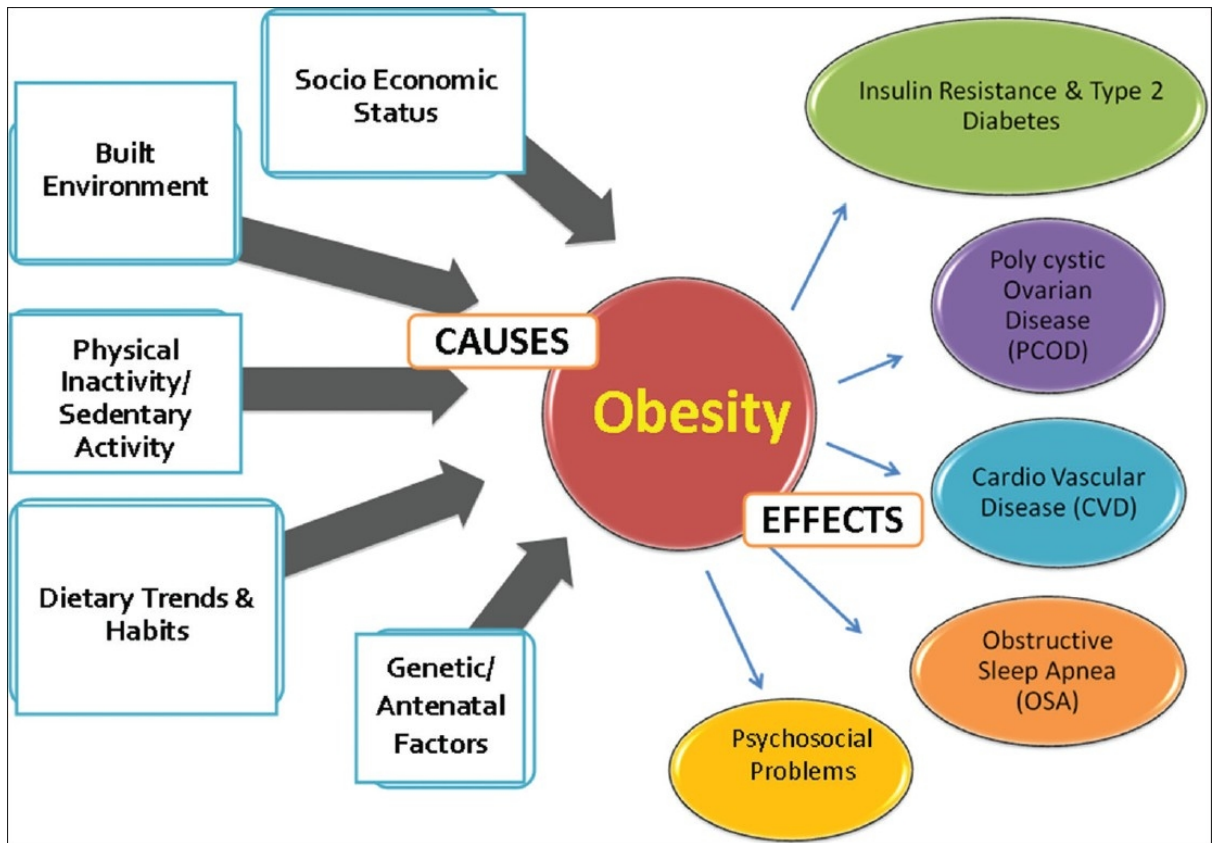 Socio Economic
Status
Built
Environment
Physical
Inactivity/
Sedentary
Activity
Dietary Trends &
Habits
Genetic/
Antenatal
Factors
CAUSES
Obesity
EFFECTS
Insulin Resistance & Type 2
Diabetes
Poly cystic
Ovarian
Disease
(PCOD)
Cardio Vascular
Disease (CVD)
Obstructive
Sleep Apnea
(OSA)
Psychosocial
Problems